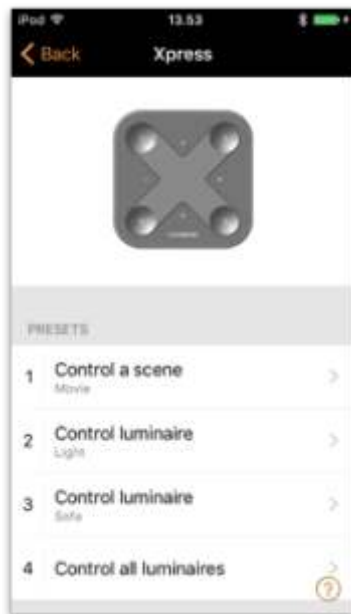 iPod 13.53
Back Xpress
PRESETS
1 Control a scene
Movie
2 Control luminaire
Light
3 Control luminaire
Sofa
4 Control all luminaires
?